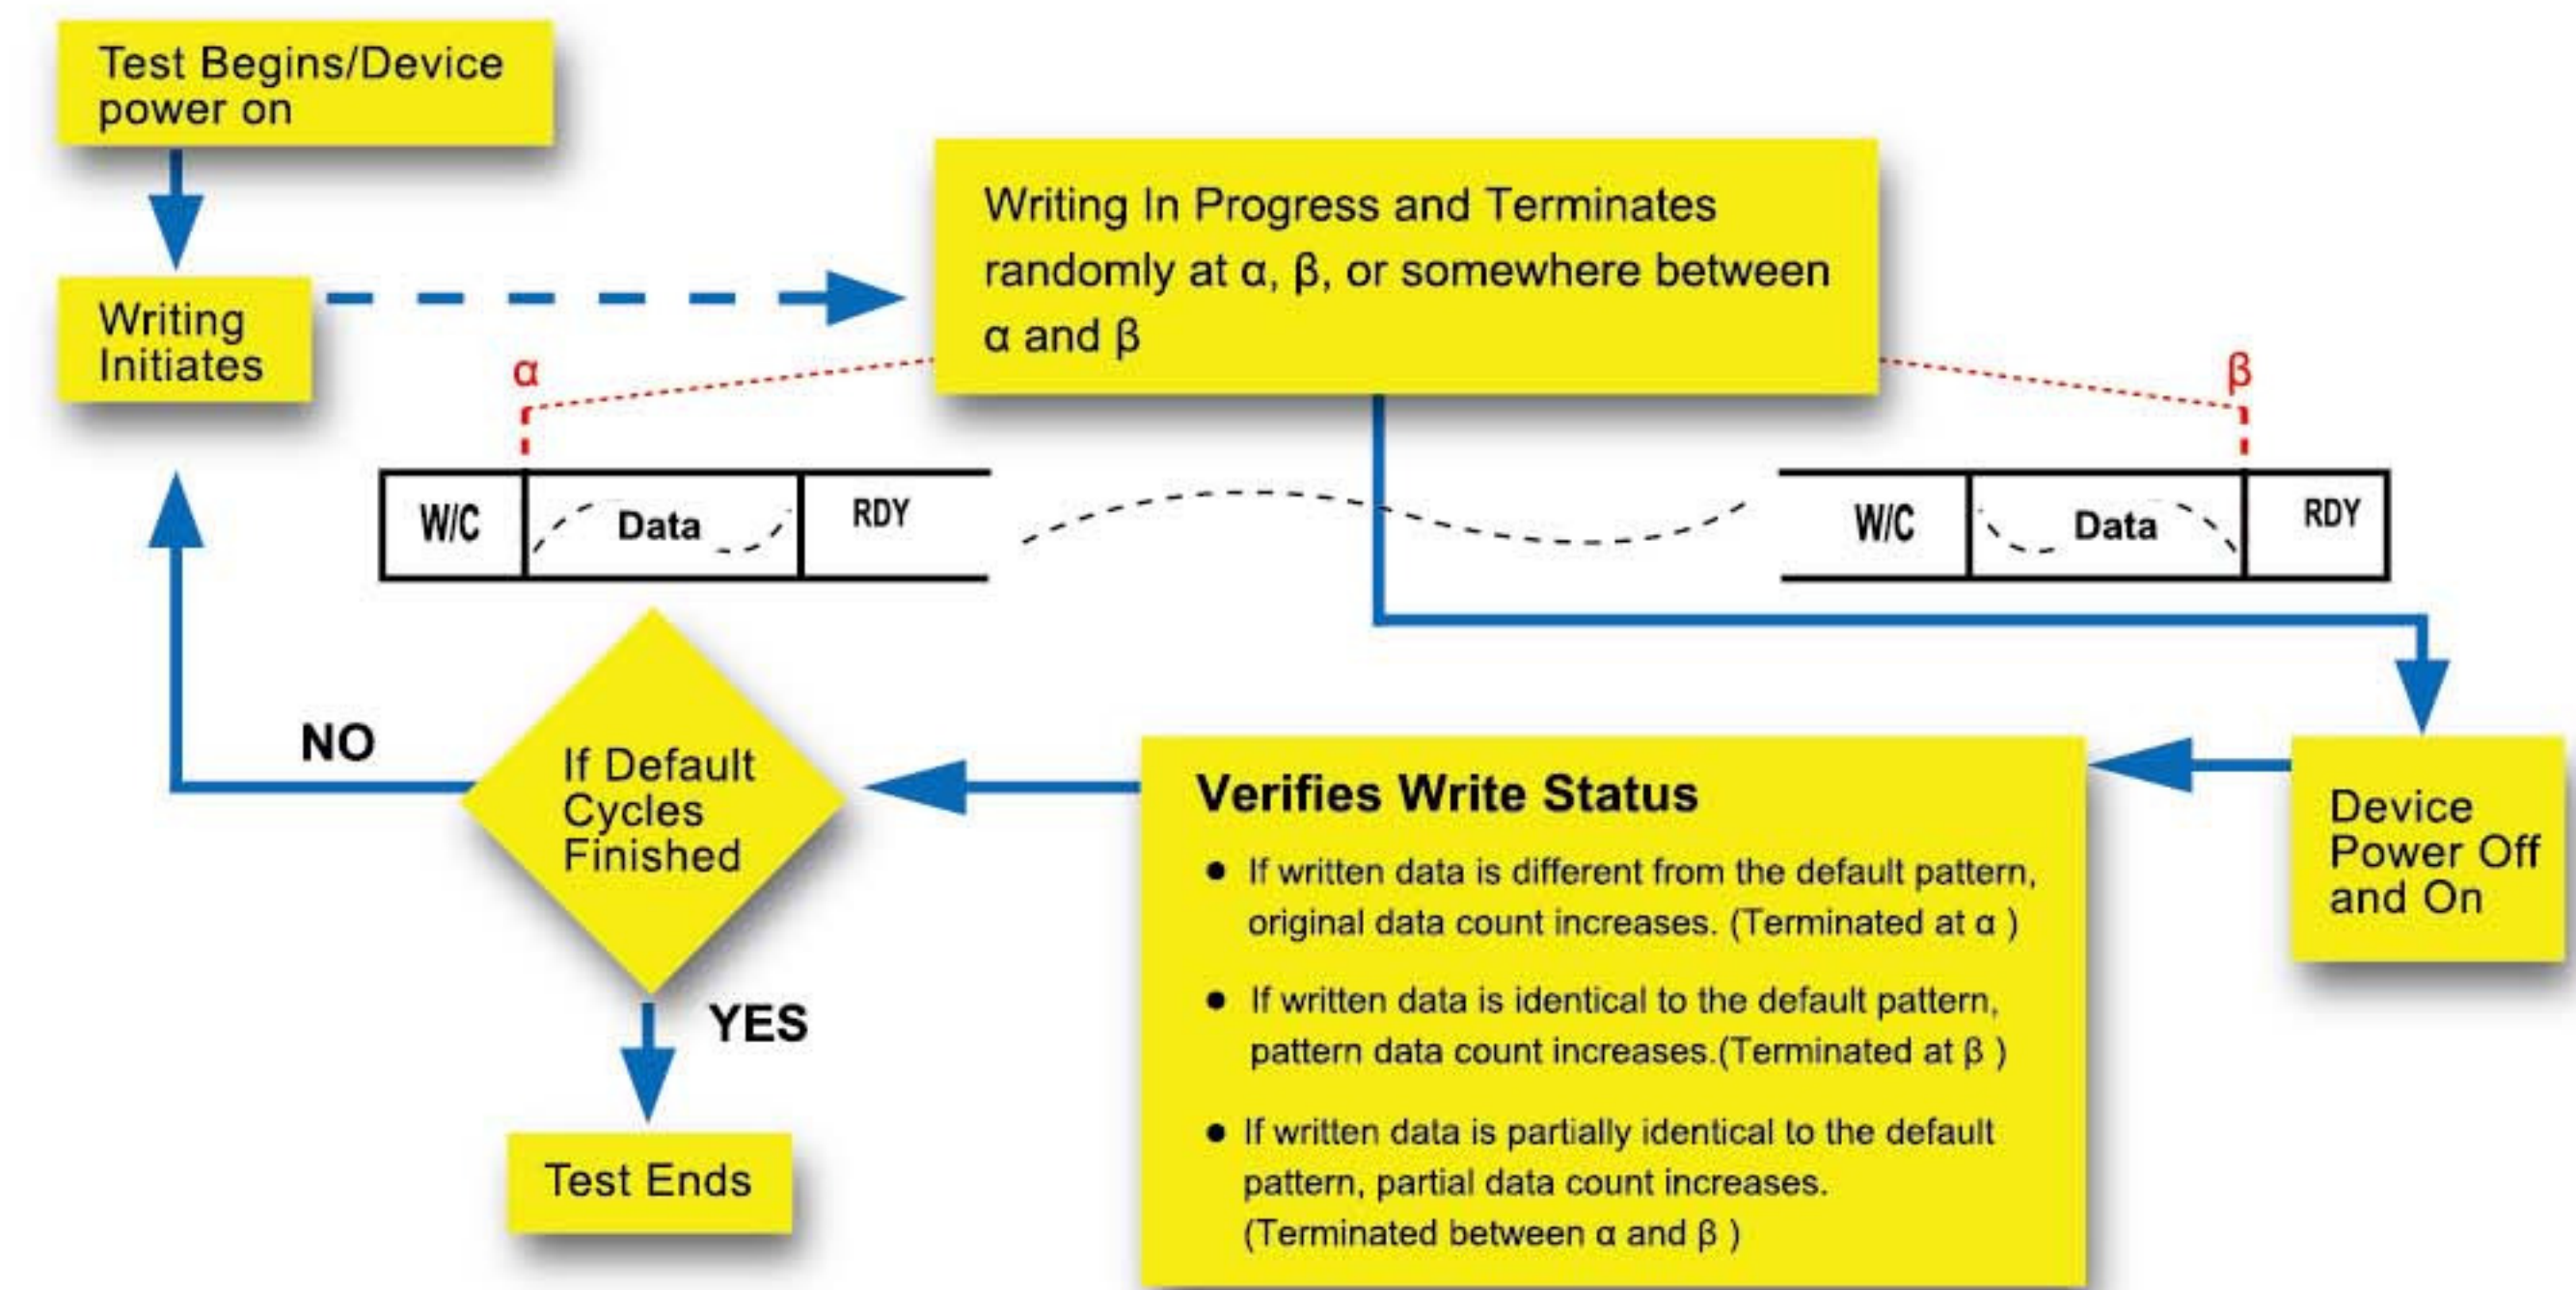 Test Begins/Device
power on
Writing In Progress and Terminates
randomly at α, β, or somewhere between
α and β
Writing
Initiates
α
β
W/C
Data
RDY
W/C
Data
RDY
NO
If Default
Cycles
Finished
YES
Test Ends
Verifies Write Status
● If written data is different from the default pattern,
original data count increases. (Terminated at α )
● If written data is identical to the default pattern,
pattern data count increases.(Terminated at β )
● If written data is partially identical to the default
pattern, partial data count increases.
(Terminated between α and β )
Device
Power Off
and On